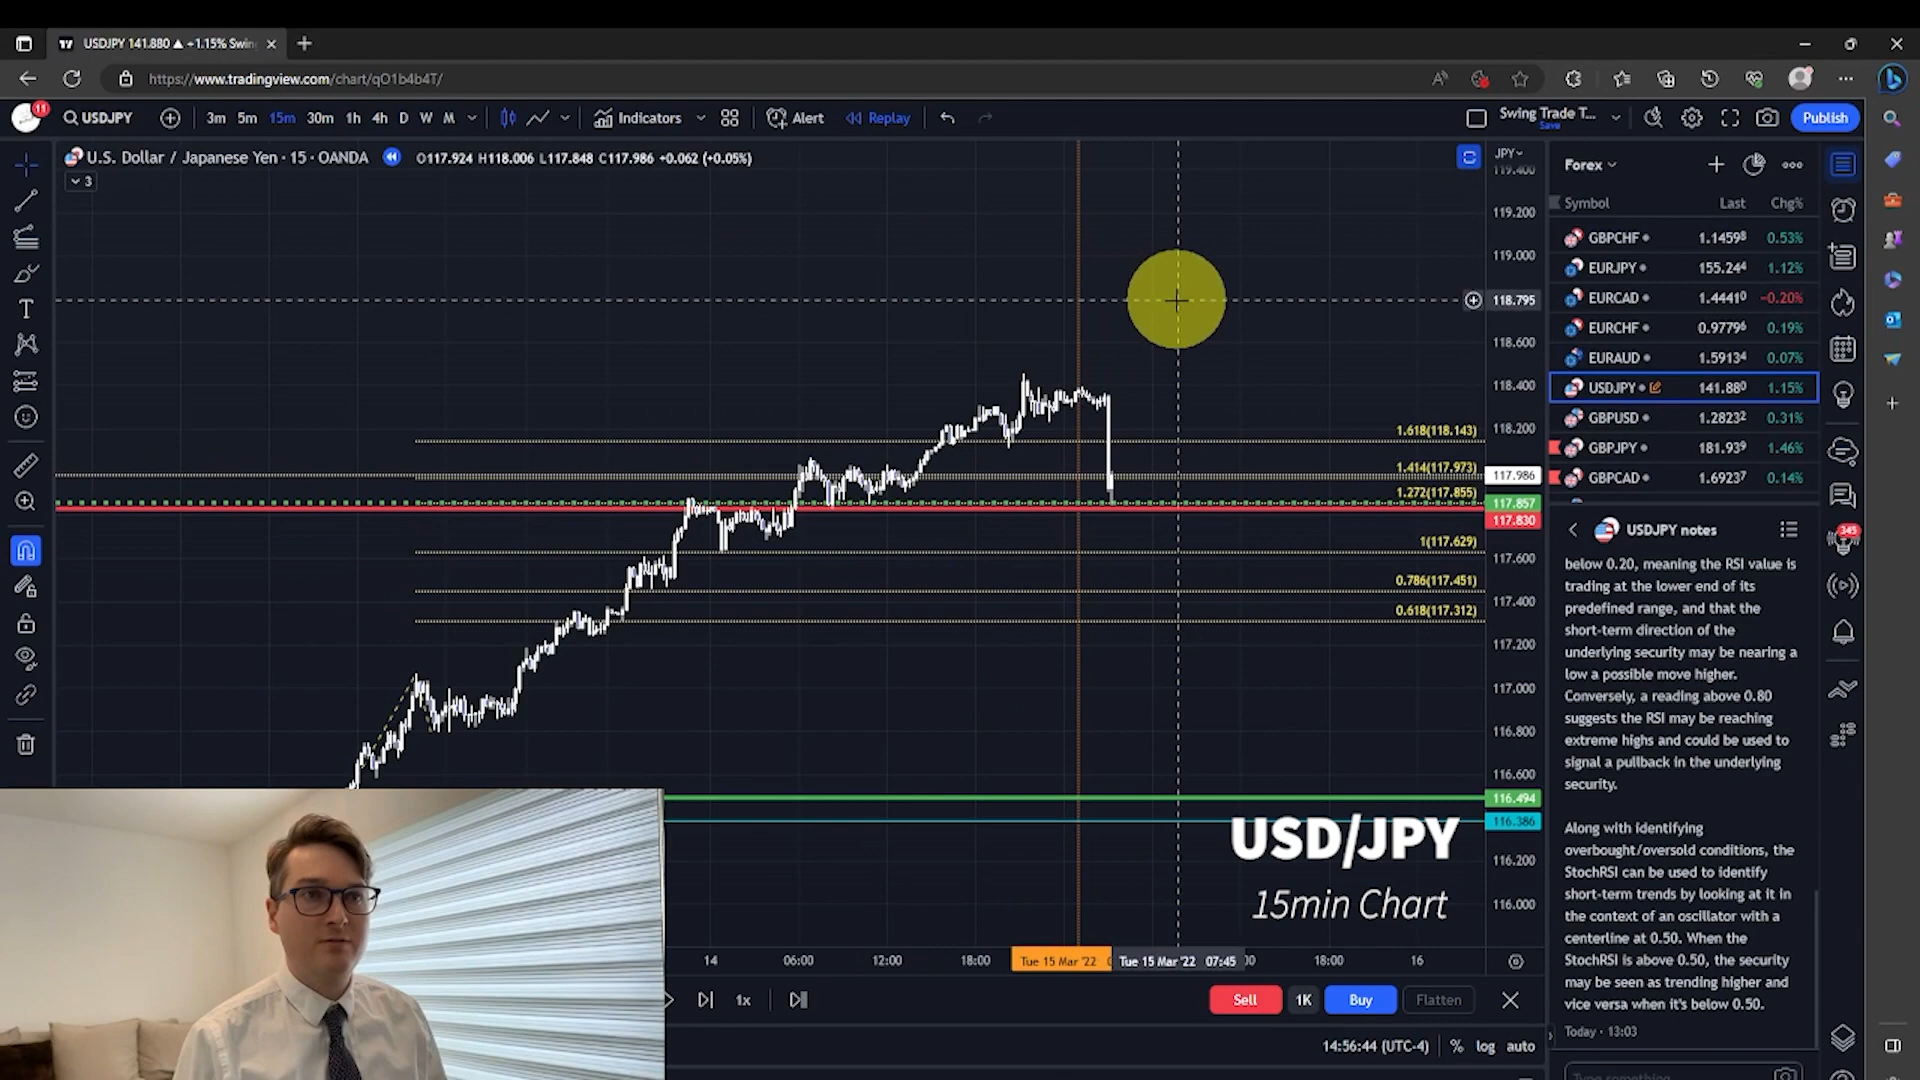 USDJPY 141.880 ▲ +1.15% Swin
https://www.tradingview.com/chart/qO1b4b4T/
11
USDJPY
3m 5m 15m 30m 1h 4h D W M
Indicators
Alert
Replay
Swing Trade T...
Save
Publish
U.S. Dollar / Japanese Yen · 15 · OANDA
O117.924 H118.006 L117.848 C117.986 +0.062 (+0.05%)
3
JPY
119.400
119.200
119.000
118.795
118.600
118.400
118.200
117.986
117.857
117.830
117.600
117.400
117.200
117.000
116.800
116.600
116.494
116.386
116.200
116.000
1.618(118.143)
1.414(117.973)
1.272(117.855)
1(117.629)
0.786(117.451)
0.618(117.312)
USD/JPY
15min Chart
14 06:00 12:00 18:00 Tue 15 Mar '22 Tue 15 Mar '22 07:45 18:00 16
1x
Sell 1K Buy Flatten
14:56:44 (UTC-4) % log auto
Forex
Symbol Last Chg%
GBPCHF 1.14598 0.53%
EURJPY 155.244 1.12%
EURCAD 1.44410 −0.20%
EURCHF 0.97796 0.19%
EURAUD 1.59134 0.07%
USDJPY 141.880 1.15%
GBPUSD 1.28232 0.31%
GBPJPY 181.939 1.46%
GBPCAD 1.69237 0.14%
USDJPY notes
345
below 0.20, meaning the RSI value is
trading at the lower end of its
predefined range, and that the
short-term direction of the
underlying security may be nearing a
low a possible move higher.
Conversely, a reading above 0.80
suggests the RSI may be reaching
extreme highs and could be used to
signal a pullback in the underlying
security.
Along with identifying
overbought/oversold conditions, the
StochRSI can be used to identify
short-term trends by looking at it in
the context of an oscillator with a
centerline at 0.50. When the
StochRSI is above 0.50, the security
may be seen as trending higher and
vice versa when it's below 0.50.
Today · 13:03
Type something